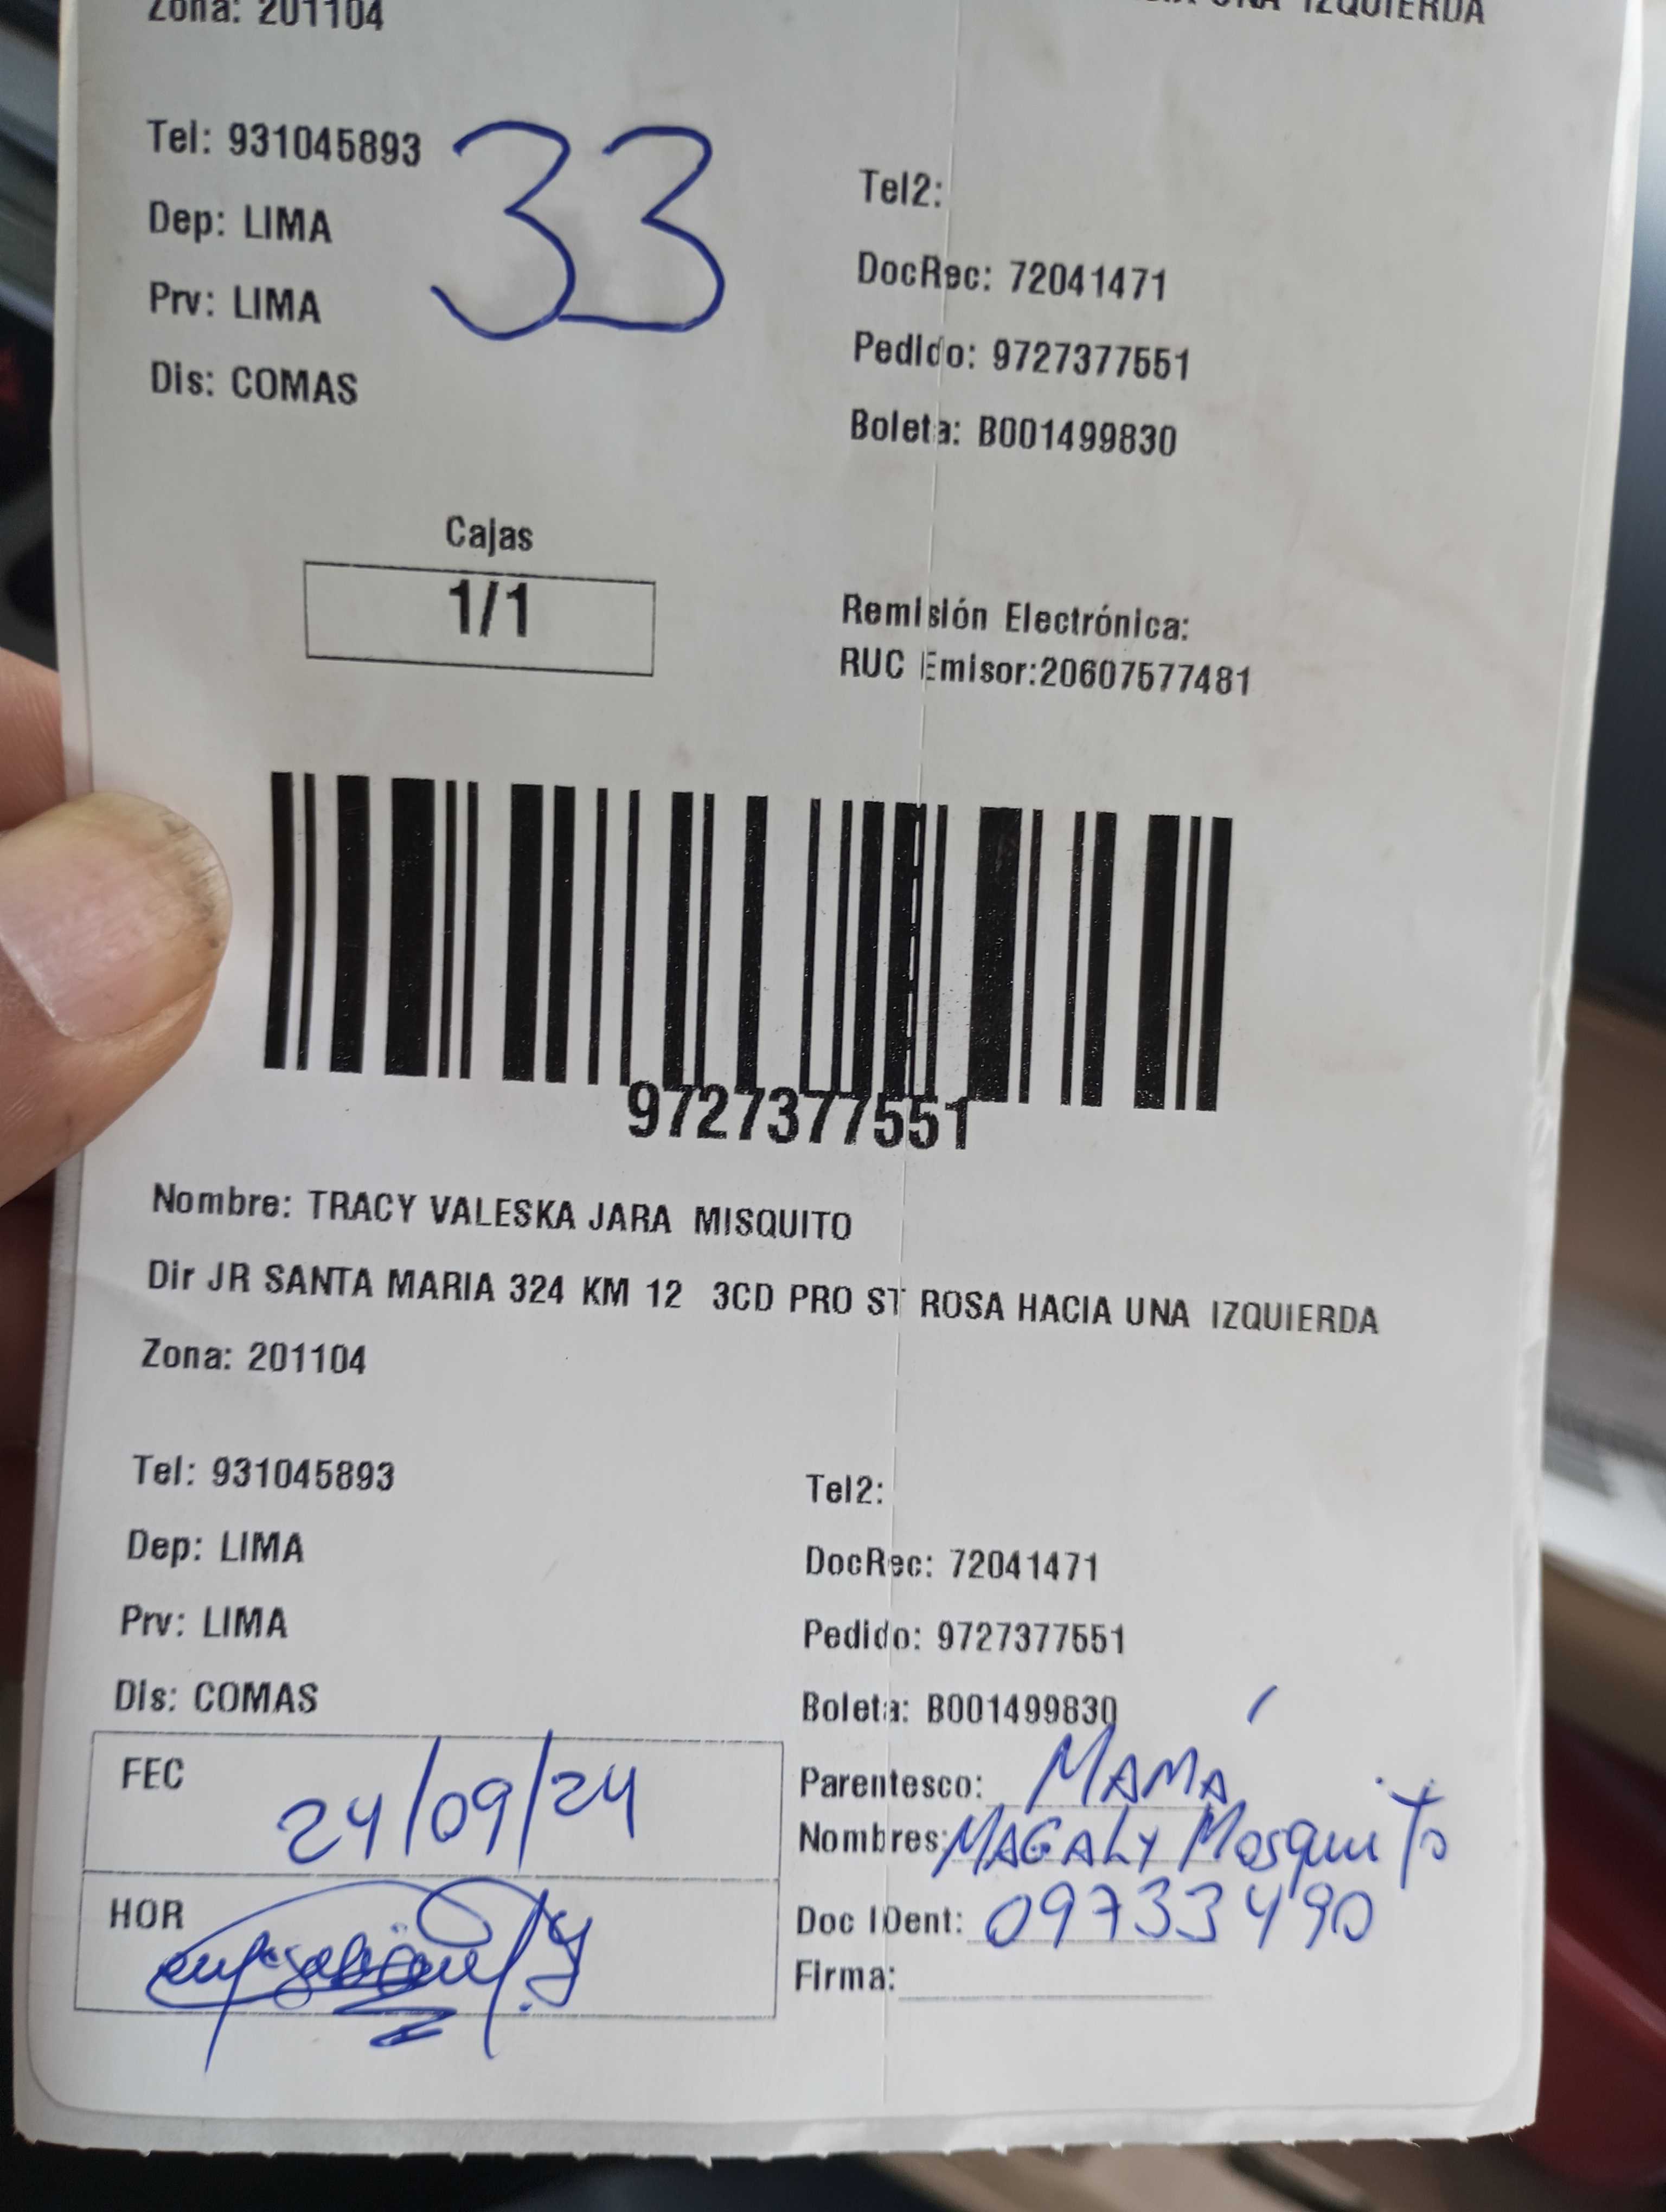 Zona: 201104
UNA IZQUIERDA
Tel: 931045893
33
Tel2:
Dep: LIMA
DocRec: 72041471
Prv: LIMA
Pedido: 9727377551
Dis: COMAS
Boleta: B001499830
Cajas
1/1
Remisión Electrónica:
RUC Emisor:20607577481
9727377551
Nombre: TRACY VALESKA JARA MISQUITO
Dir JR SANTA MARIA 324 KM 12 3CD PRO ST ROSA HACIA UNA IZQUIERDA
Zona: 201104
Tel: 931045893
Tel2:
Dep: LIMA
DocRec: 72041471
Prv: LIMA
Pedido: 9727377551
Dis: COMAS
Boleta: B001499830
FEC 24/09/24
Parentesco: MAMÁ
Nombres: MAGALY Mosquito
HOR
Doc IDent: 09733490
Firma: